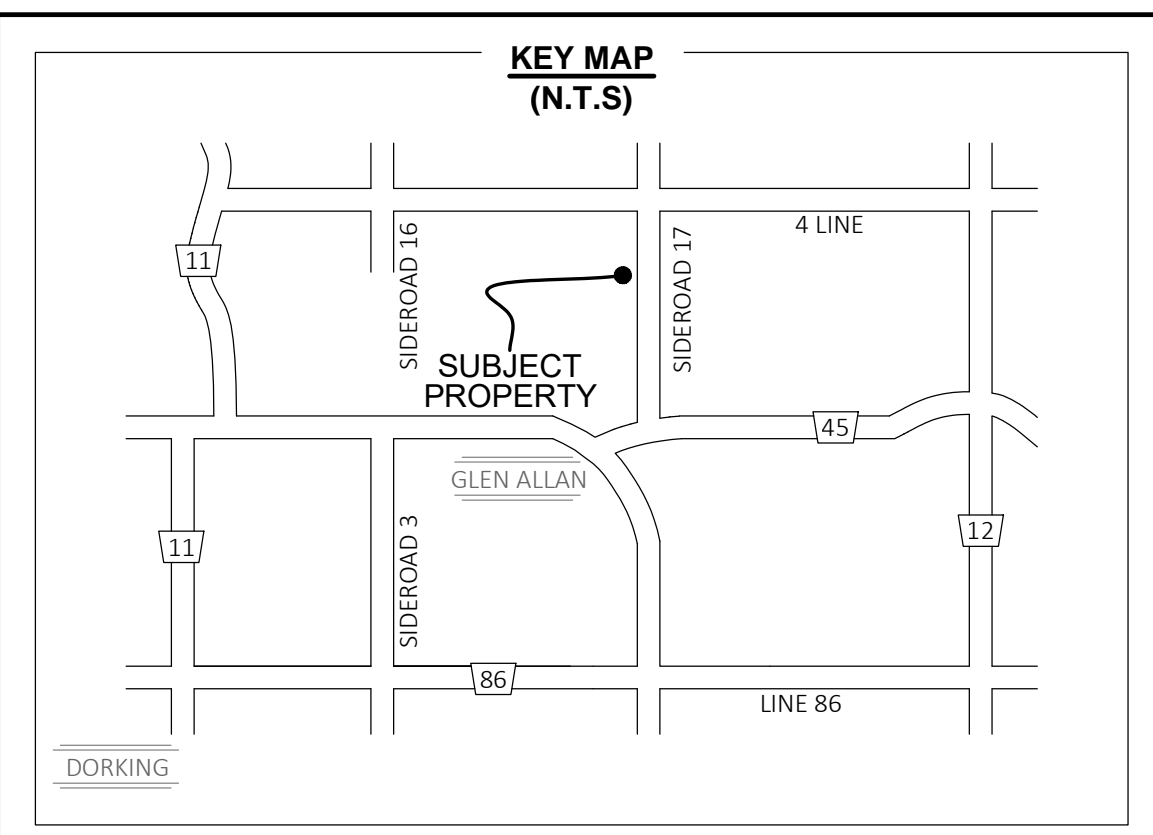 KEY MAP
(N.T.S)
4 LINE
SIDEROAD 16
SIDEROAD 17
11
SUBJECT
PROPERTY
45
GLEN ALLAN
SIDEROAD 3
11
12
86
LINE 86
DORKING